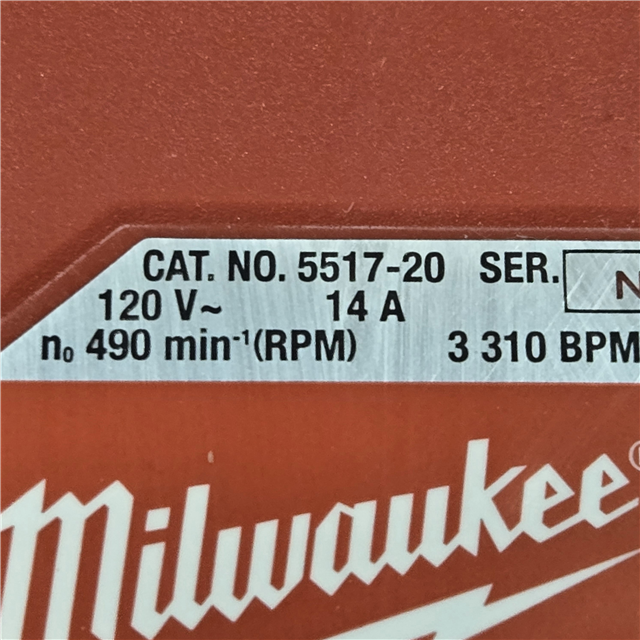 CAT. NO. 5517-20 SER. N
120 V~ 14 A
n₀ 490 min⁻¹(RPM) 3 310 BPM
Milwaukee®